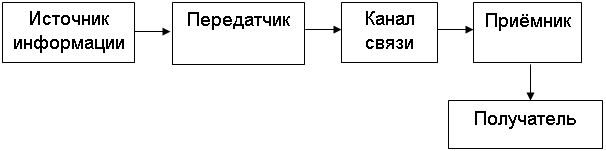 Источник
информации
Передатчик
Канал
связи
Приёмник
Получатель